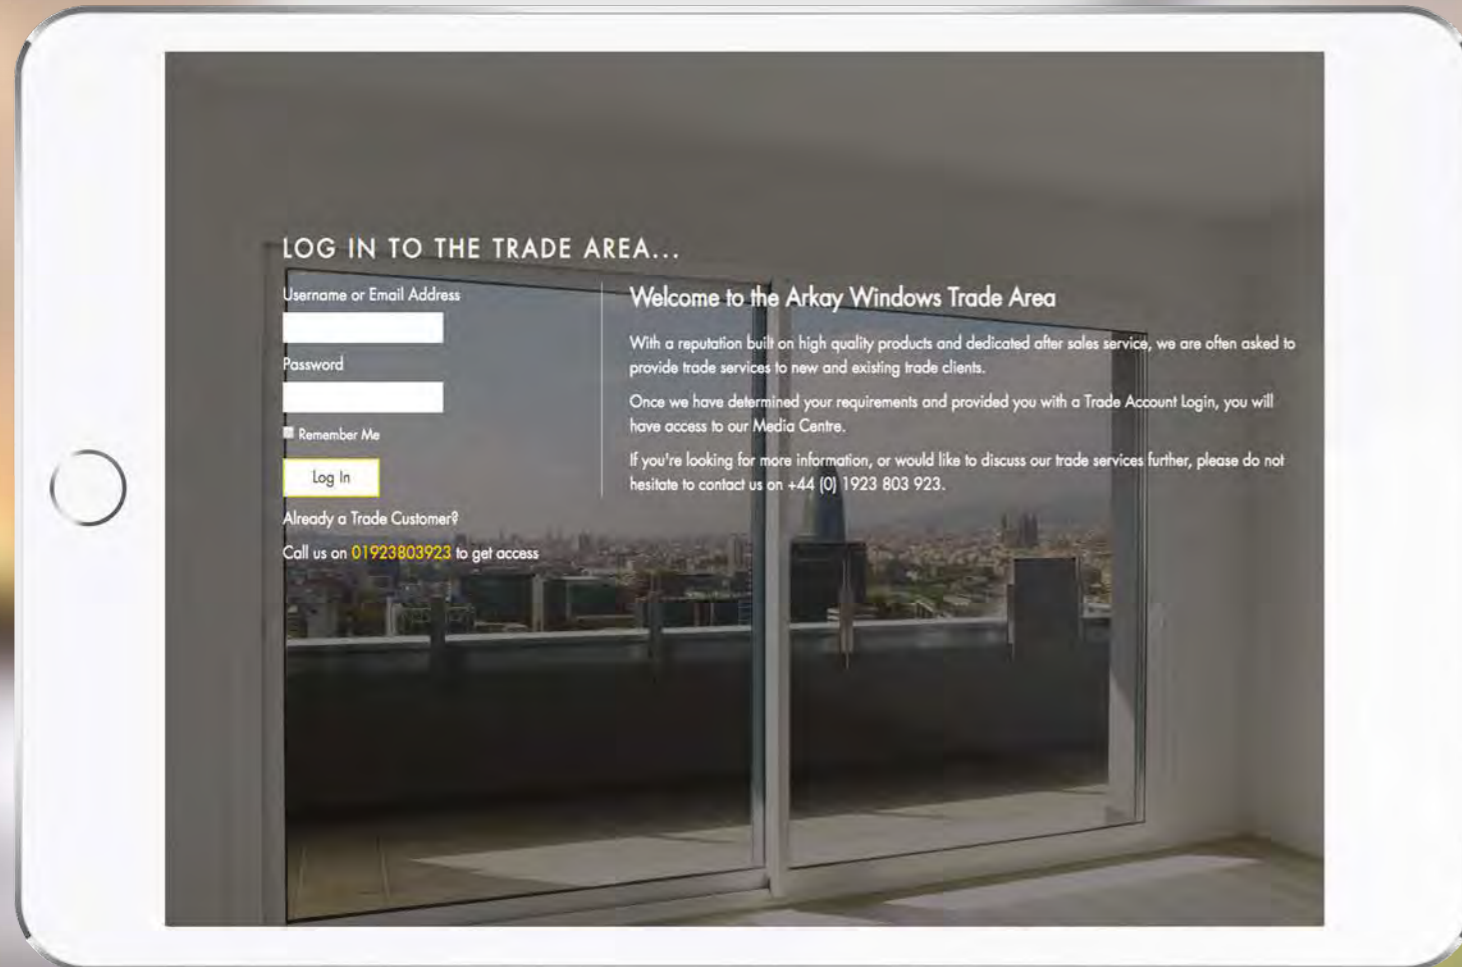 LOG IN TO THE TRADE AREA...
Username or Email Address
Password
Remember Me
Log In
Already a Trade Customer?
Call us on 01923803923 to get access
Welcome to the Arkay Windows Trade Area
With a reputation built on high quality products and dedicated after sales service, we are often asked to
provide trade services to new and existing trade clients.
Once we have determined your requirements and provided you with a Trade Account Login, you will
have access to our Media Centre.
If you're looking for more information, or would like to discuss our trade services further, please do not
hesitate to contact us on +44 (0) 1923 803 923.